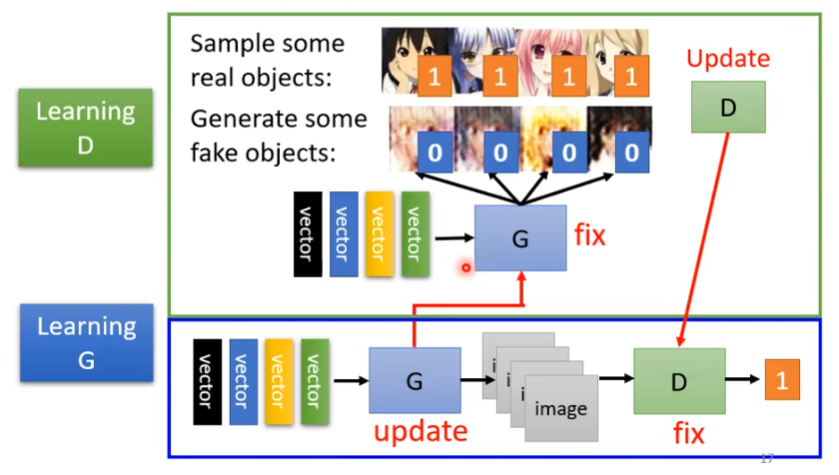 Learning
D
Sample some
real objects:
1 1 1 1
Generate some
fake objects:
0 0 0 0
Update
D
vector vector vector vector
G
fix
Learning
G
vector vector vector vector
G
update
image
D
fix
1
17